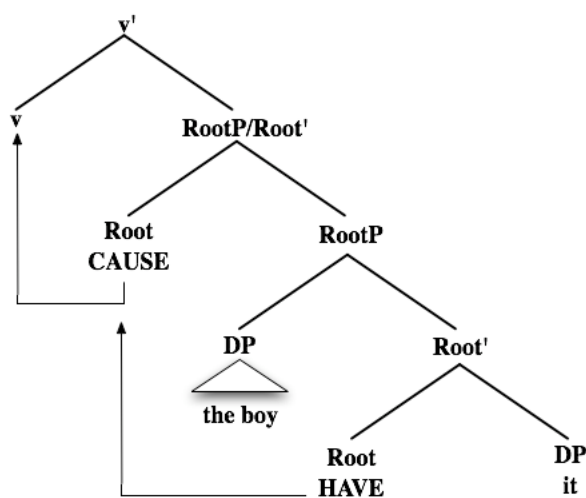 v'
v
RootP/Root'
Root
CAUSE
RootP
DP
the boy
Root'
Root
HAVE
DP
it